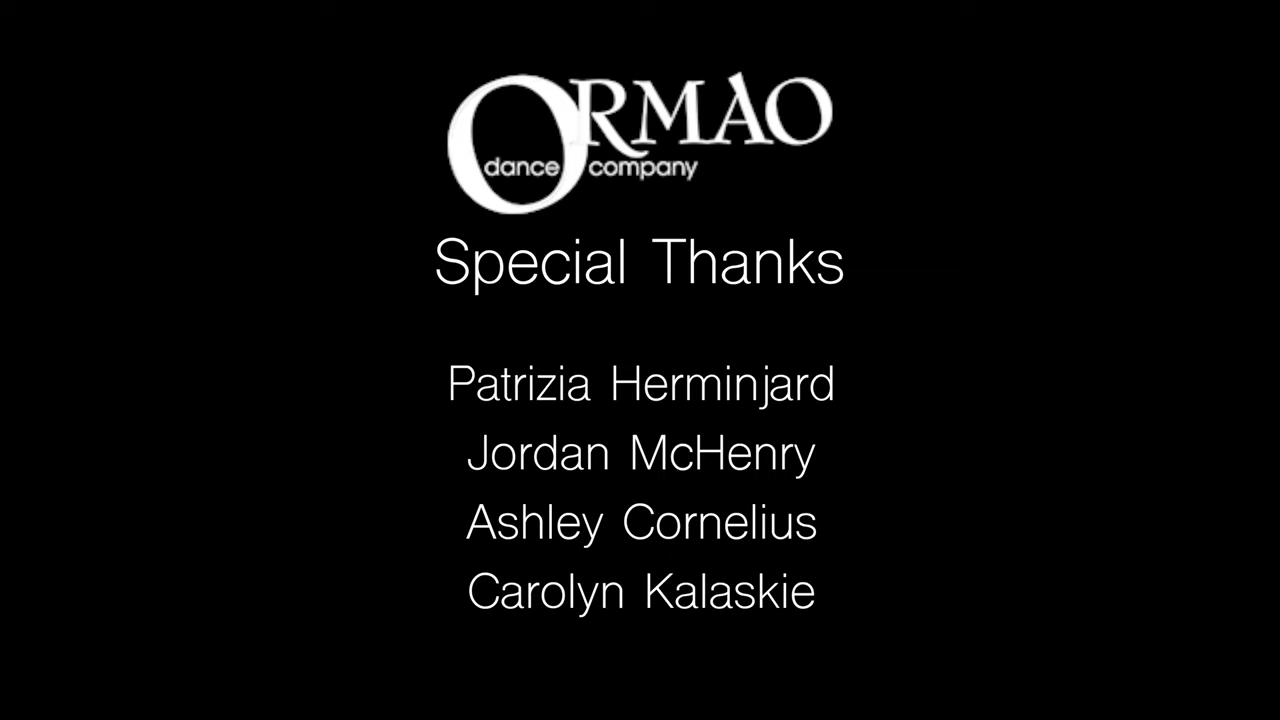 ORMAO
dance company
Special Thanks
Patrizia Herminjard
Jordan McHenry
Ashley Cornelius
Carolyn Kalaskie